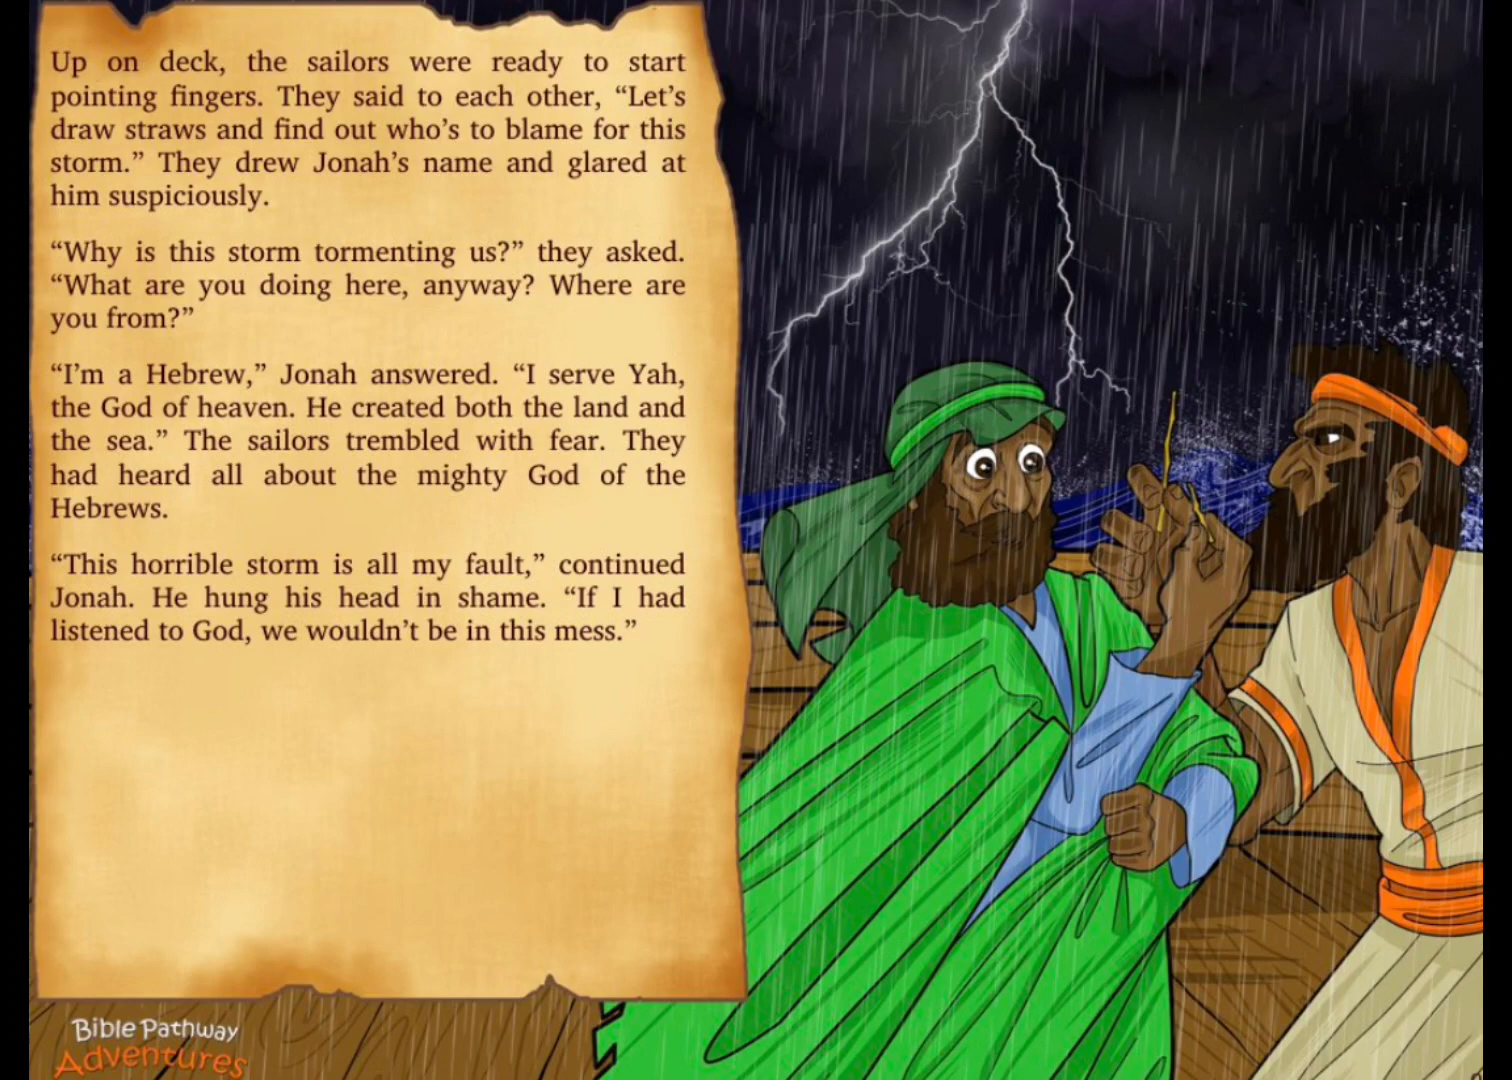 Up on deck, the sailors were ready to start
pointing fingers. They said to each other, “Let’s
draw straws and find out who’s to blame for this
storm.” They drew Jonah’s name and glared at
him suspiciously.
“Why is this storm tormenting us?” they asked.
“What are you doing here, anyway? Where are
you from?”
“I’m a Hebrew,” Jonah answered. “I serve Yah,
the God of heaven. He created both the land and
the sea.” The sailors trembled with fear. They
had heard all about the mighty God of the
Hebrews.
“This horrible storm is all my fault,” continued
Jonah. He hung his head in shame. “If I had
listened to God, we wouldn’t be in this mess.”
Bible Pathway
Adventures